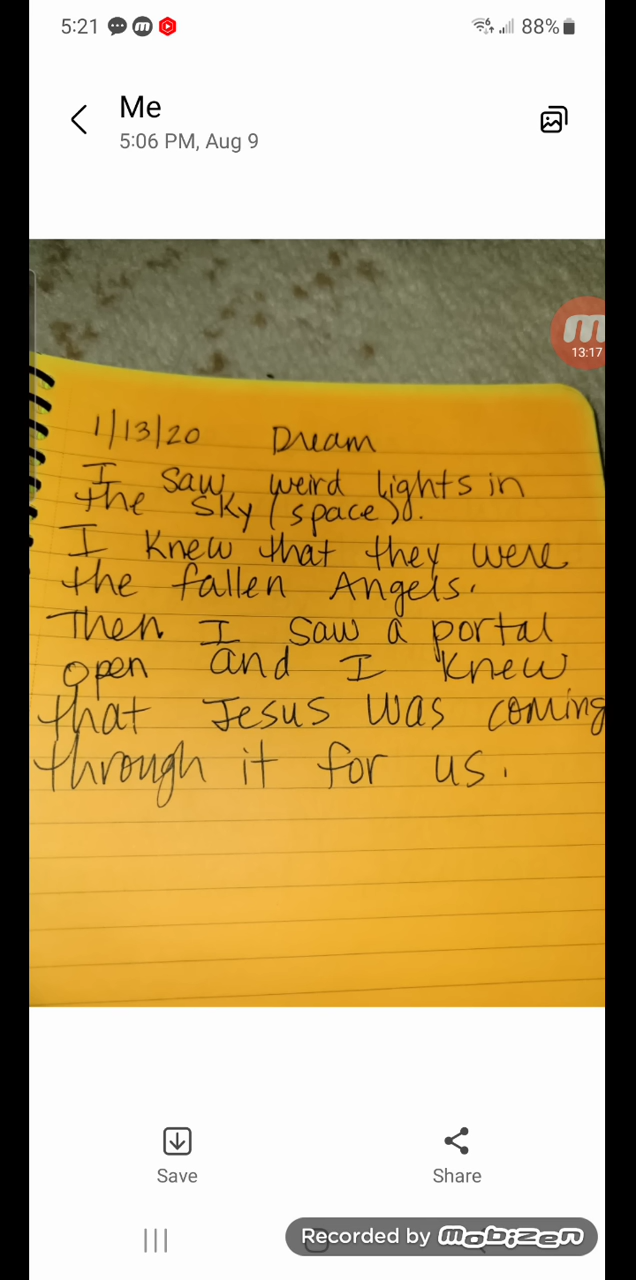 5:21
88%
Me
5:06 PM, Aug 9
m
13:17
1/13/20 Dream
I saw weird lights in
the sky (space).
I knew that they were
the fallen Angels.
Then I saw a portal
open and I knew
that Jesus was coming
through it for us.
Save
Share
Recorded by mobizen